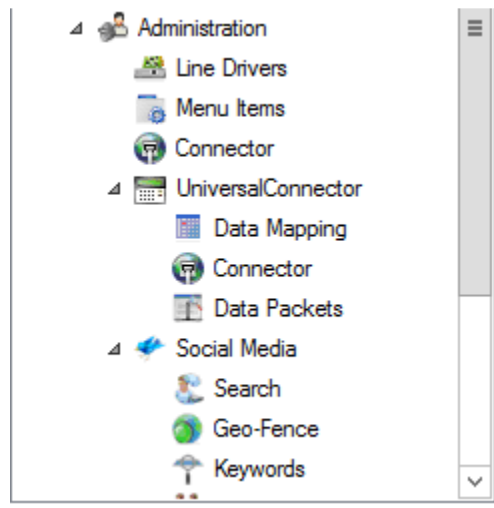 Administration
Line Drivers
Menu Items
Connector
UniversalConnector
Data Mapping
Connector
Data Packets
Social Media
Search
Geo-Fence
Keywords